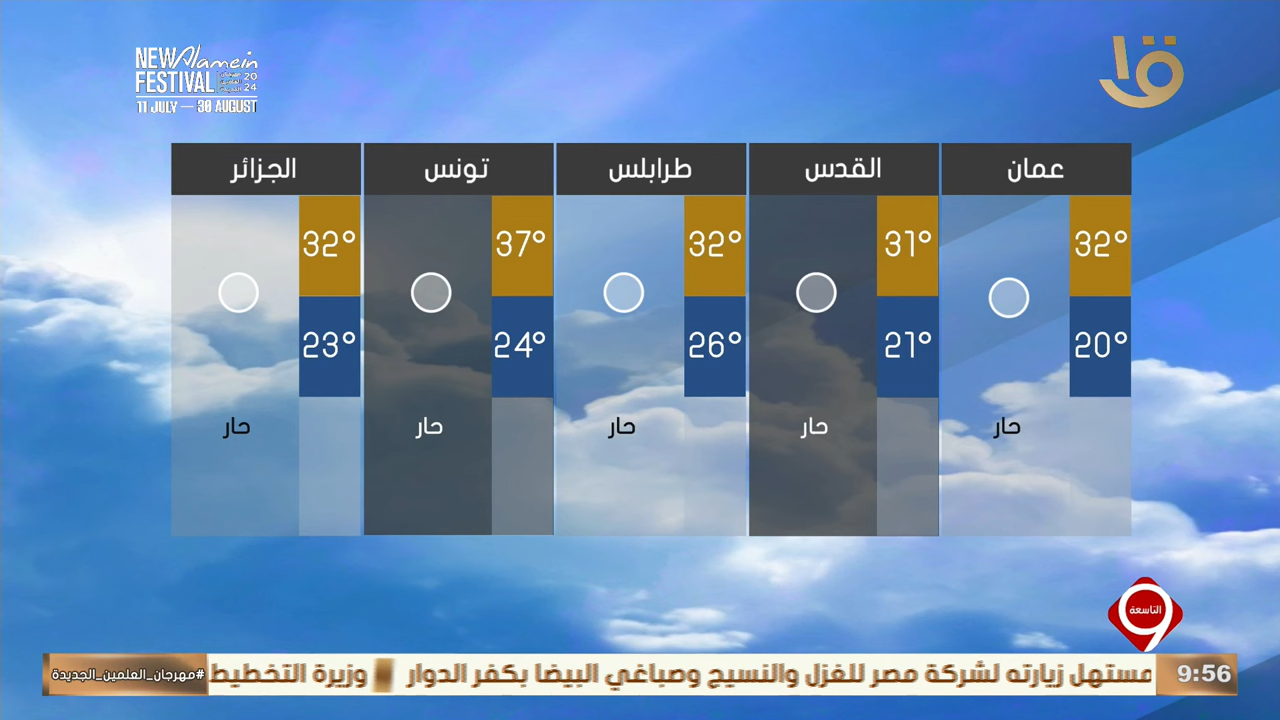 NEW Alamein
FESTIVAL 2024
11 JULY — 30 AUGUST
عمان
القدس
طرابلس
تونس
الجزائر
32°
31°
32°
37°
32°
20°
21°
26°
24°
23°
حار
حار
حار
حار
حار
التاسعة
9
9:56
مستهل زيارته لشركة مصر للغزل والنسيج وصباغي البيضا بكفر الدوار
وزيرة التخطيط
#مهرجان_العلمين_الجديدة